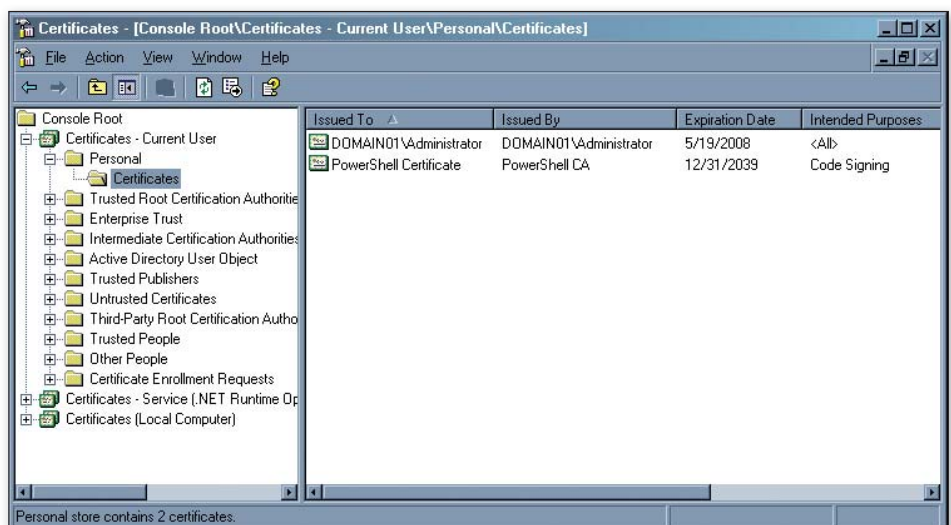 Certificates - [Console Root\Certificates - Current User\Personal\Certificates]
File Action View Window Help
Console Root
Certificates - Current User
Personal
Certificates
Trusted Root Certification Authoritie
Enterprise Trust
Intermediate Certification Authorities
Active Directory User Object
Trusted Publishers
Untrusted Certificates
Third-Party Root Certification Autho
Trusted People
Other People
Certificate Enrollment Requests
Certificates - Service (.NET Runtime Op
Certificates (Local Computer)
Issued To Issued By Expiration Date Intended Purposes
DOMAIN01\Administrator DOMAIN01\Administrator 5/19/2008 <All>
PowerShell Certificate PowerShell CA 12/31/2039 Code Signing
Personal store contains 2 certificates.